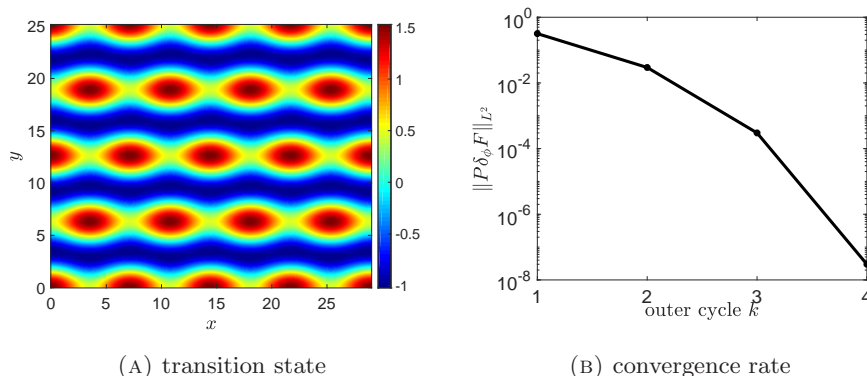 25
20
15
10
5
0
0 5 10 15 20 25
x
y
1.5
1
0.5
0
-0.5
-1
(A) transition state
10^0
10^-2
10^-4
10^-6
10^-8
1 2 3 4
outer cycle k
‖Pδ_ϕF‖_{L^2}
(B) convergence rate